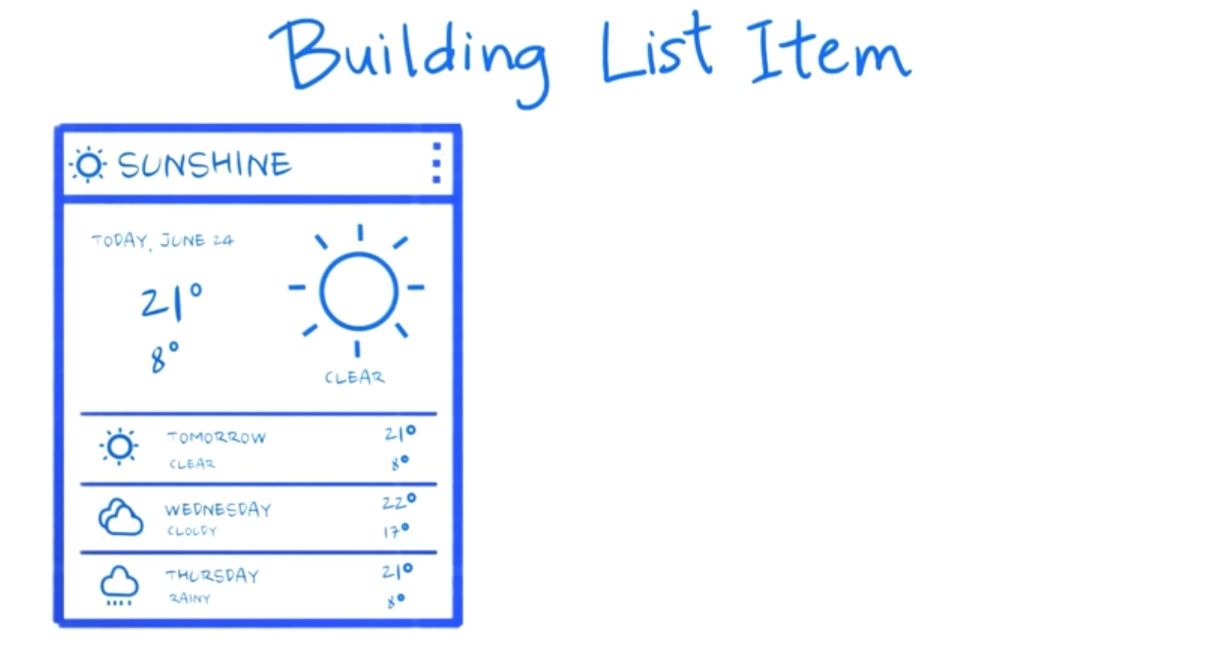 Building List Item
SUNSHINE
TODAY, JUNE 24
21°
8°
CLEAR
TOMORROW 21°
CLEAR 8°
WEDNESDAY 22°
CLOUDY 17°
THURSDAY 21°
RAINY 8°